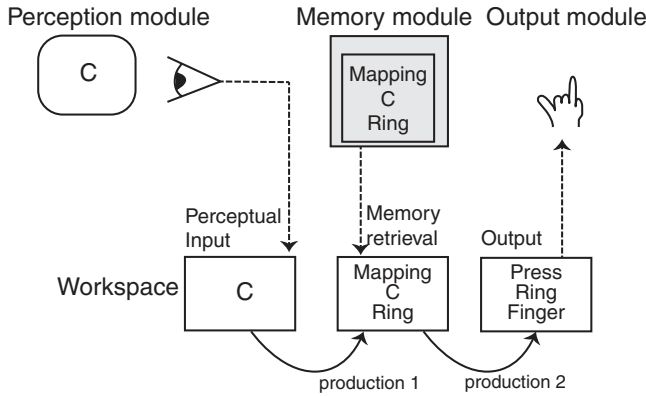 Perception module
Memory module
Output module
C
Mapping
C
Ring
Perceptual
Input
Memory
retrieval
Output
Workspace
C
Mapping
C
Ring
Press
Ring
Finger
production 1
production 2